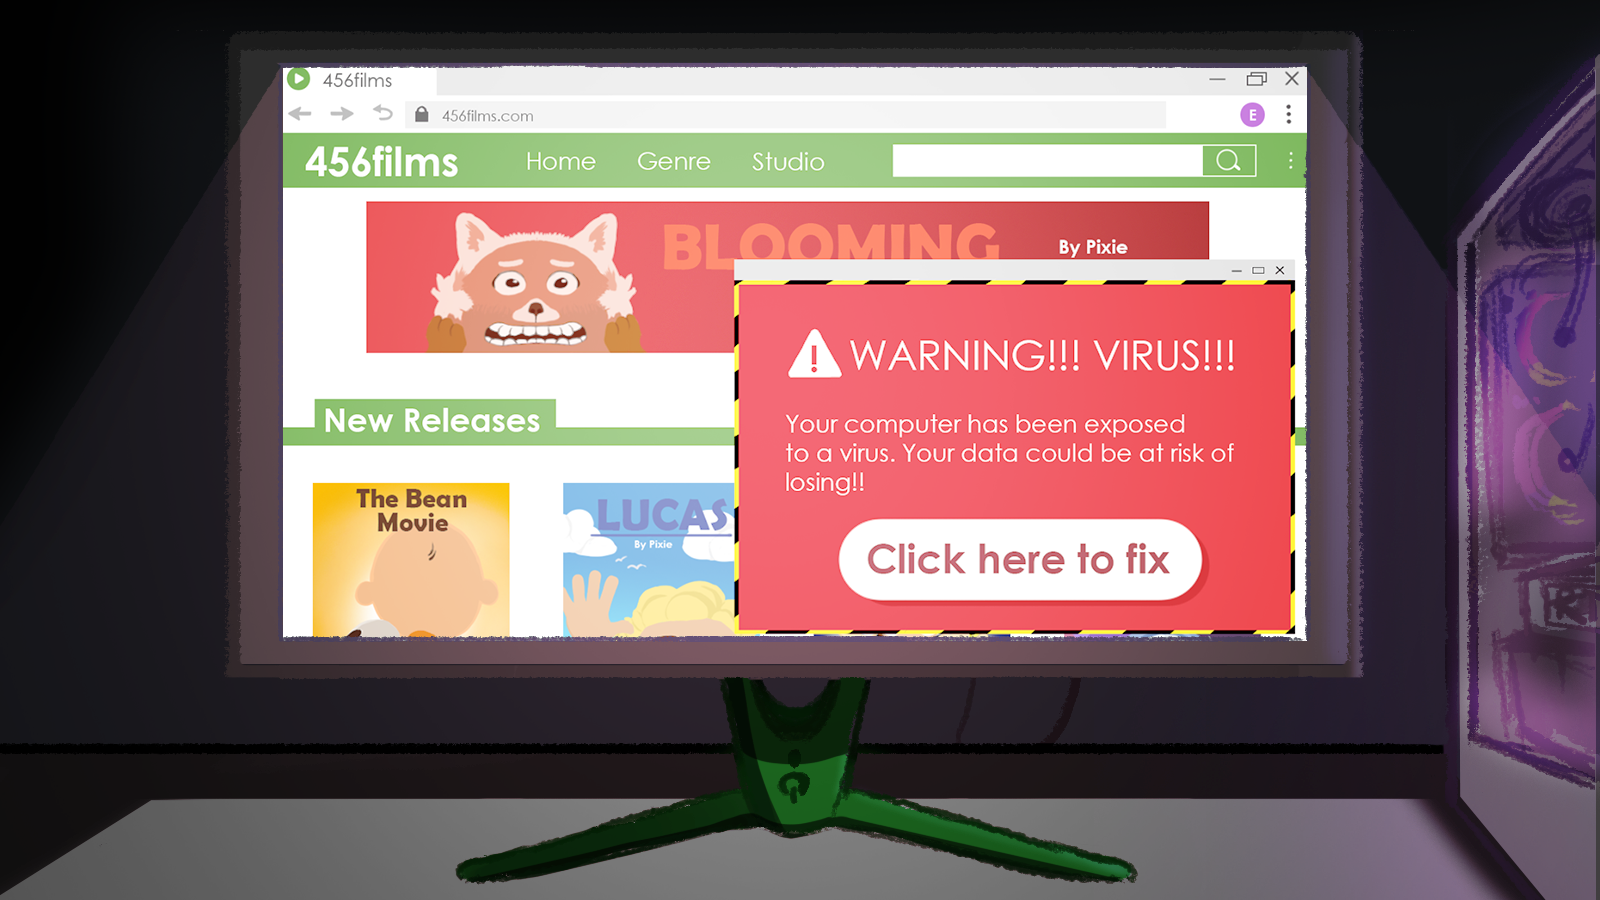 456films
456films.com
E
456films
Home
Genre
Studio
BLOOMING
By Pixie
WARNING!!! VIRUS!!!
Your computer has been exposed
to a virus. Your data could be at risk of
losing!!
Click here to fix
New Releases
The Bean
Movie
LUCAS
By Pixie